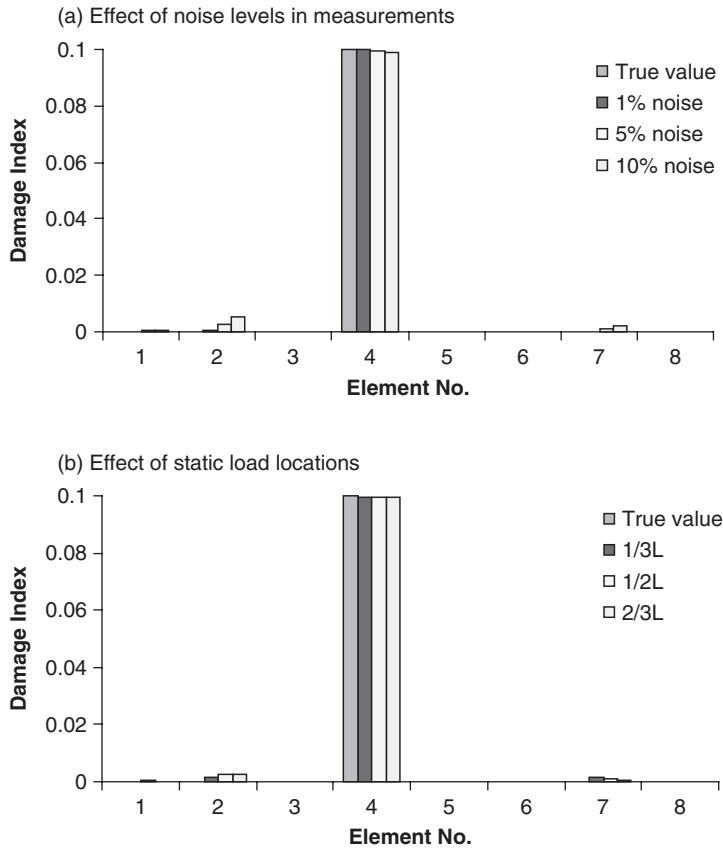 (a) Effect of noise levels in measurements
0.1
0.08
0.06
0.04
0.02
0
Damage Index
True value
1% noise
5% noise
10% noise
1 2 3 4 5 6 7 8
Element No.
(b) Effect of static load locations
0.1
0.08
0.06
0.04
0.02
0
Damage Index
True value
1/3L
1/2L
2/3L
1 2 3 4 5 6 7 8
Element No.